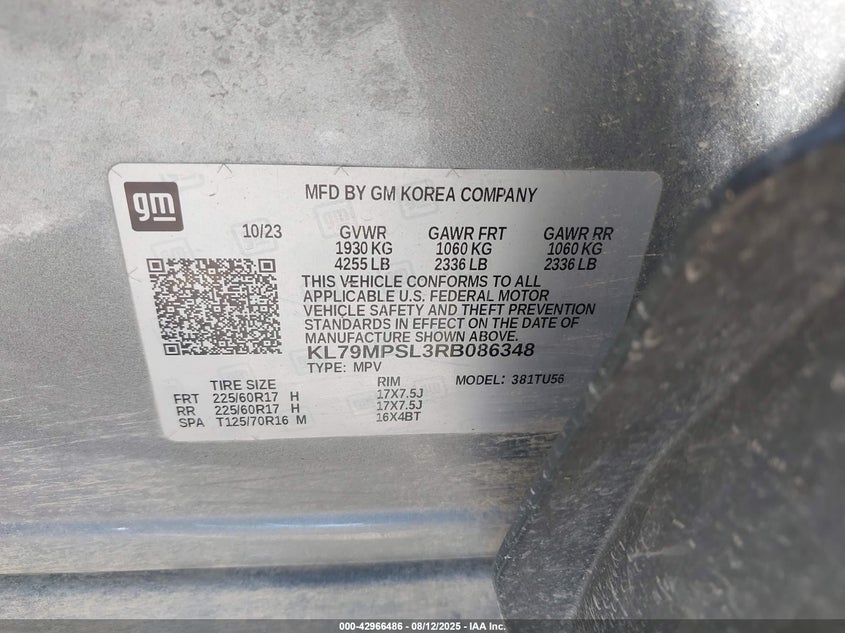 gm
MFD BY GM KOREA COMPANY
10/23 GVWR GAWR FRT GAWR RR
1930 KG 1060 KG 1060 KG
4255 LB 2336 LB 2336 LB
THIS VEHICLE CONFORMS TO ALL
APPLICABLE U.S. FEDERAL MOTOR
VEHICLE SAFETY AND THEFT PREVENTION
STANDARDS IN EFFECT ON THE DATE OF
MANUFACTURE SHOWN ABOVE.
KL79MPSL3RB086348
TYPE: MPV MODEL: 381TU56
TIRE SIZE RIM
FRT 225/60R17 H 17X7.5J
RR 225/60R17 H 17X7.5J
SPA T125/70R16 M 16X4BT
000-42966486 - 08/12/2025 - IAA Inc.